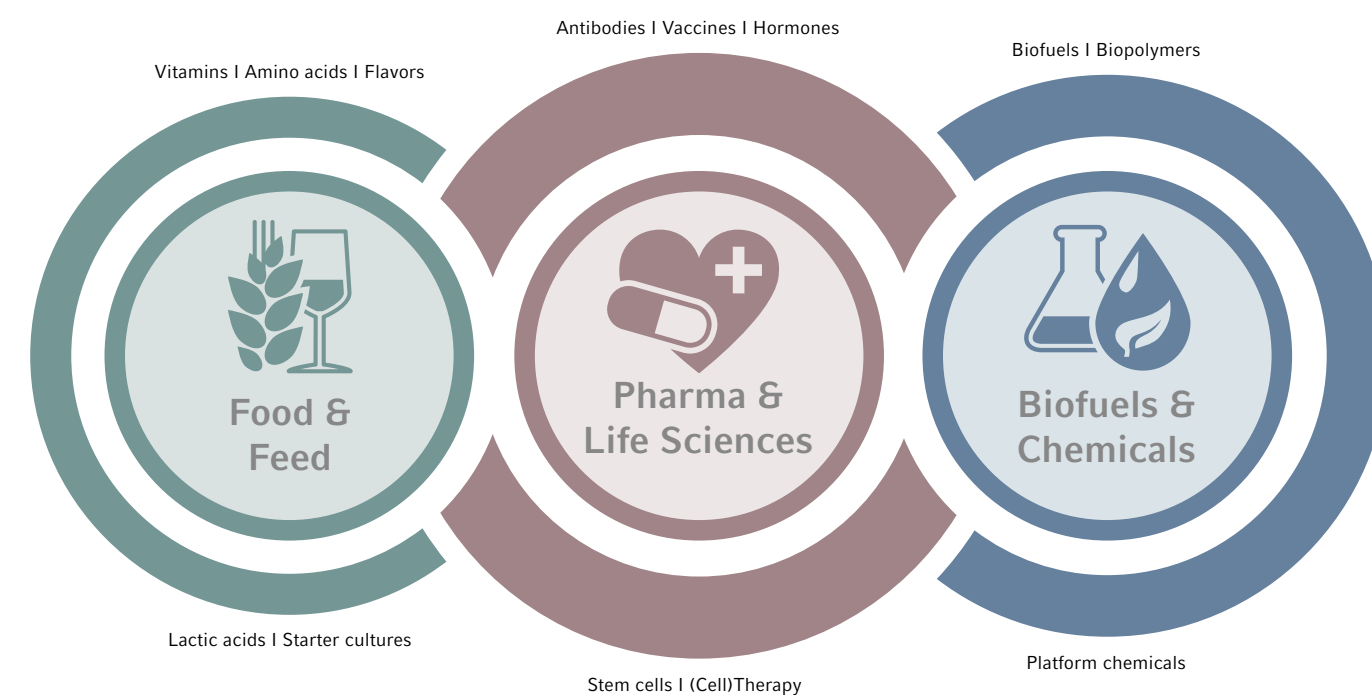 Vitamins I Amino acids I Flavors
Food &
Feed
Lactic acids I Starter cultures
Antibodies I Vaccines I Hormones
Pharma &
Life Sciences
Stem cells I (Cell)Therapy
Biofuels I Biopolymers
Biofuels &
Chemicals
Platform chemicals